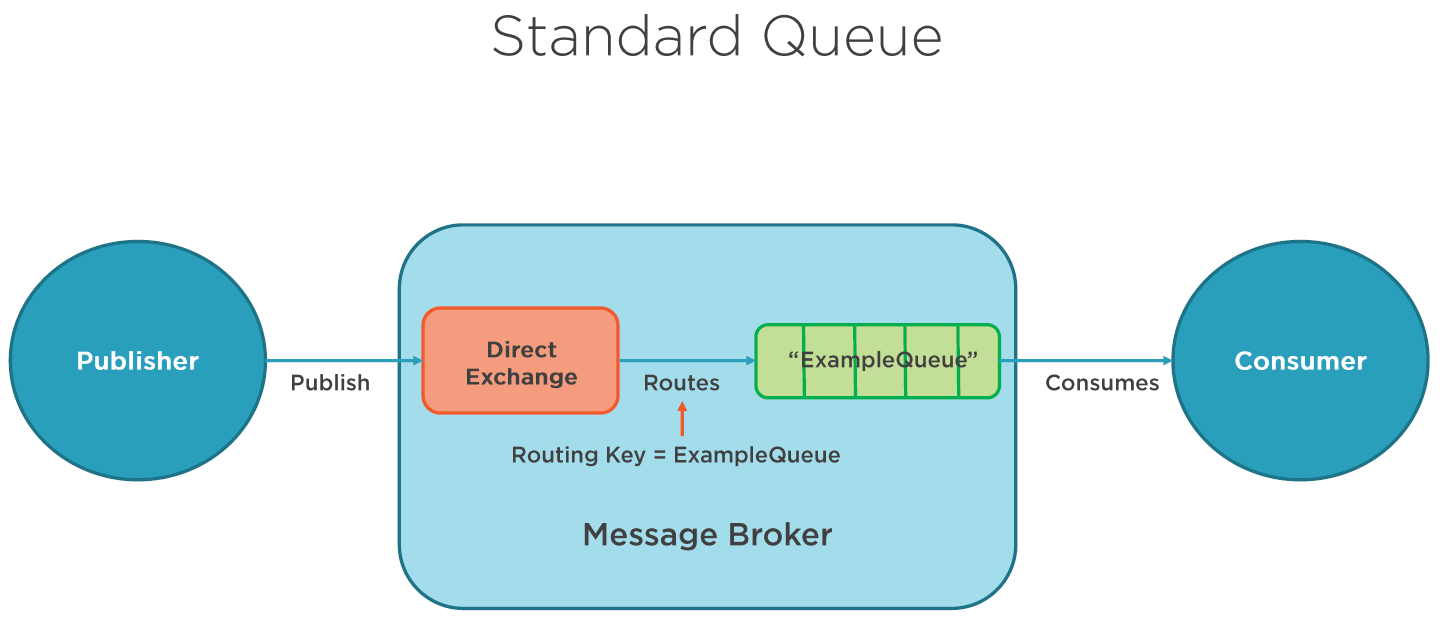 Standard Queue
Publisher
Publish
Direct
Exchange
Routes
Routing Key = ExampleQueue
“ExampleQueue”
Consumes
Consumer
Message Broker